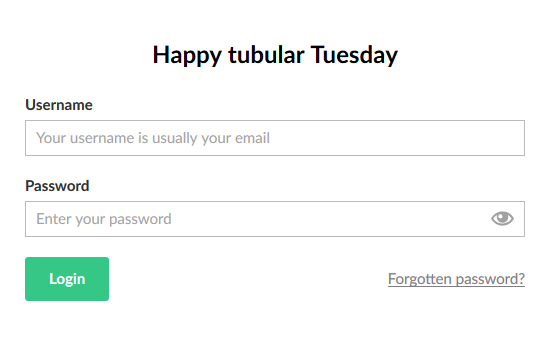 Happy tubular Tuesday
Username
Your username is usually your email
Password
Enter your password
Login
Forgotten password?